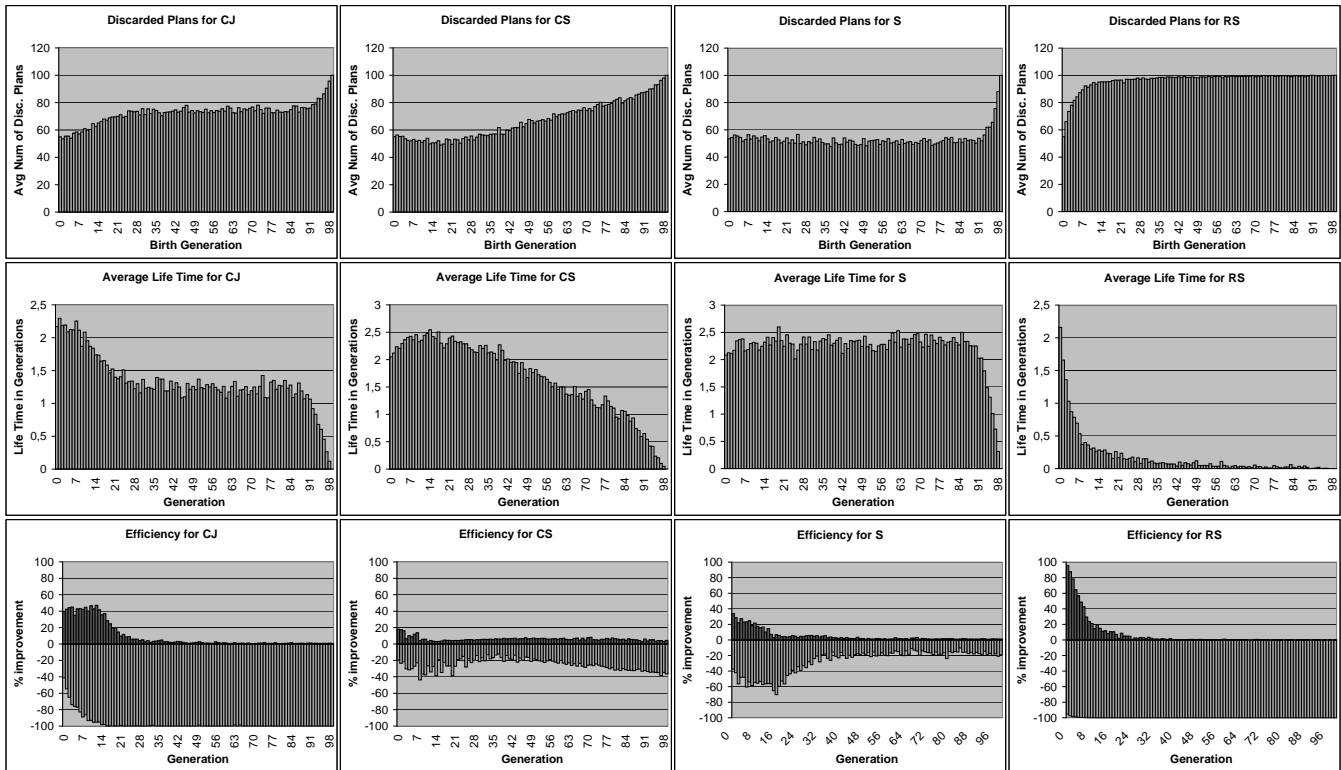 Discarded Plans for CJ
Avg Num of Disc. Plans
120
100
80
60
40
20
0
0 7 14 21 28 35 42 49 56 63 70 77 84 91 98
Birth Generation
Discarded Plans for CS
Avg Num of Disc. Plans
120
100
80
60
40
20
0
0 7 14 21 28 35 42 49 56 63 70 77 84 91 98
Birth Generation
Discarded Plans for S
Avg Num of Disc. Plans
120
100
80
60
40
20
0
0 7 14 21 28 35 42 49 56 63 70 77 84 91 98
Birth Generation
Discarded Plans for RS
Avg Num of Disc. Plans
120
100
80
60
40
20
0
0 7 14 21 28 35 42 49 56 63 70 77 84 91 98
Birth Generation
Average Life Time for CJ
Life Time in Generations
2,5
2
1,5
1
0,5
0
0 7 14 21 28 35 42 49 56 63 70 77 84 91 98
Generation
Average Life Time for CS
Life Time in Generations
3
2,5
2
1,5
1
0,5
0
0 7 14 21 28 35 42 49 56 63 70 77 84 91 98
Generation
Average Life Time for S
Life Time in Generations
3
2,5
2
1,5
1
0,5
0
0 7 14 21 28 35 42 49 56 63 70 77 84 91 98
Generation
Average Life Time for RS
Life Time in Generations
2,5
2
1,5
1
0,5
0
0 7 14 21 28 35 42 49 56 63 70 77 84 91 98
Generation
Efficiency for CJ
% improvement
100
80
60
40
20
0
-20
-40
-60
-80
-100
0 7 14 21 28 35 42 49 56 63 70 77 84 91 98
Generation
Efficiency for CS
% improvement
100
80
60
40
20
0
-20
-40
-60
-80
-100
0 7 14 21 28 35 42 49 56 63 70 77 84 91 98
Generation
Efficiency for S
% improvement
100
80
60
40
20
0
-20
-40
-60
-80
-100
0 8 16 24 32 40 48 56 64 72 80 88 96
Generation
Efficiency for RS
% improvement
100
80
60
40
20
0
-20
-40
-60
-80
-100
0 8 16 24 32 40 48 56 64 72 80 88 96
Generation